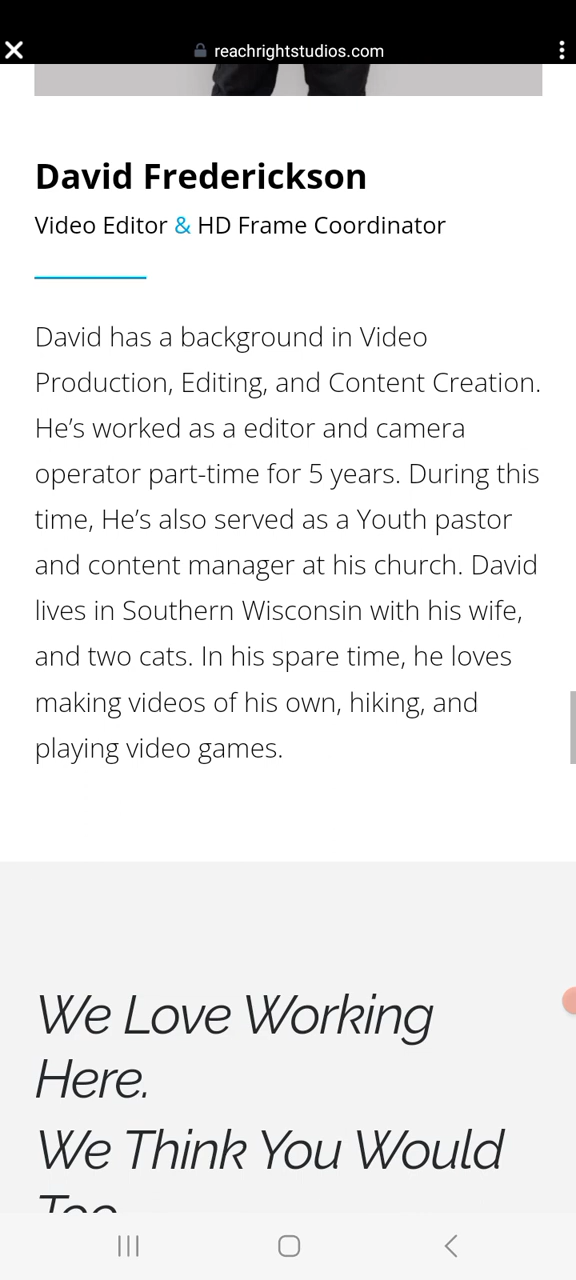 reachrightstudios.com
David Frederickson
Video Editor & HD Frame Coordinator
David has a background in Video
Production, Editing, and Content Creation.
He’s worked as a editor and camera
operator part-time for 5 years. During this
time, He’s also served as a Youth pastor
and content manager at his church. David
lives in Southern Wisconsin with his wife,
and two cats. In his spare time, he loves
making videos of his own, hiking, and
playing video games.
We Love Working
Here.
We Think You Would
Too